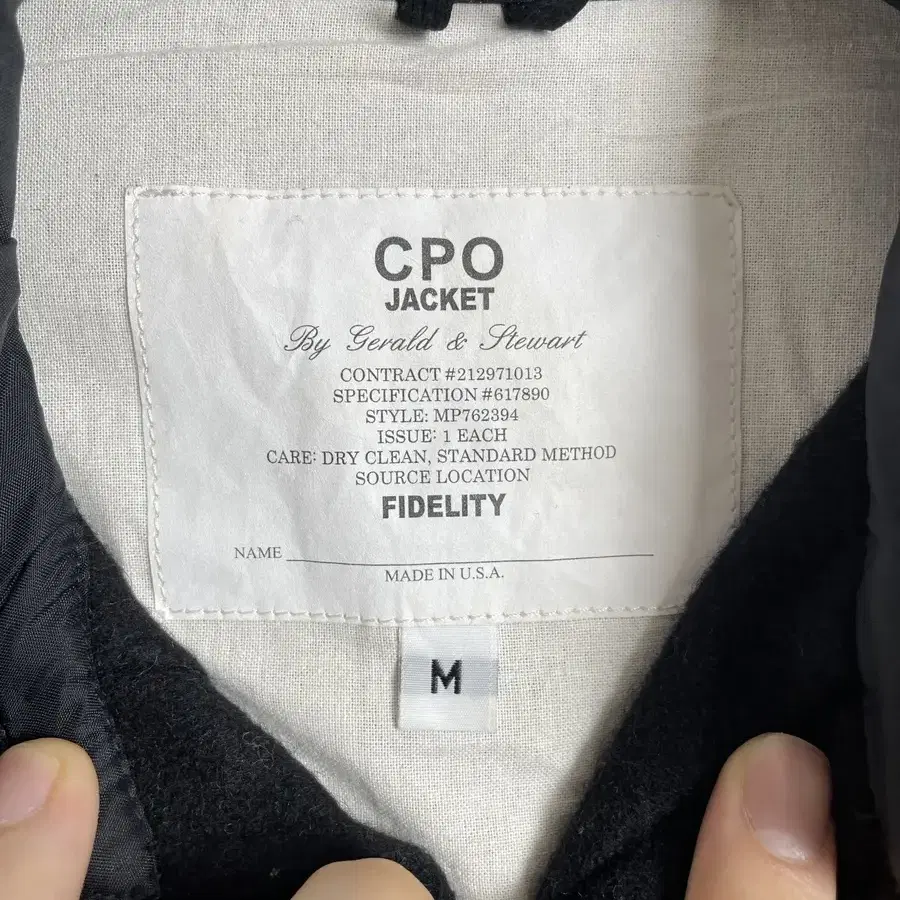 CPO
JACKET
By Gerald & Stewart
CONTRACT #212971013
SPECIFICATION #617890
STYLE: MP762394
ISSUE: 1 EACH
CARE: DRY CLEAN, STANDARD METHOD
SOURCE LOCATION
FIDELITY
NAME
MADE IN U.S.A.
M